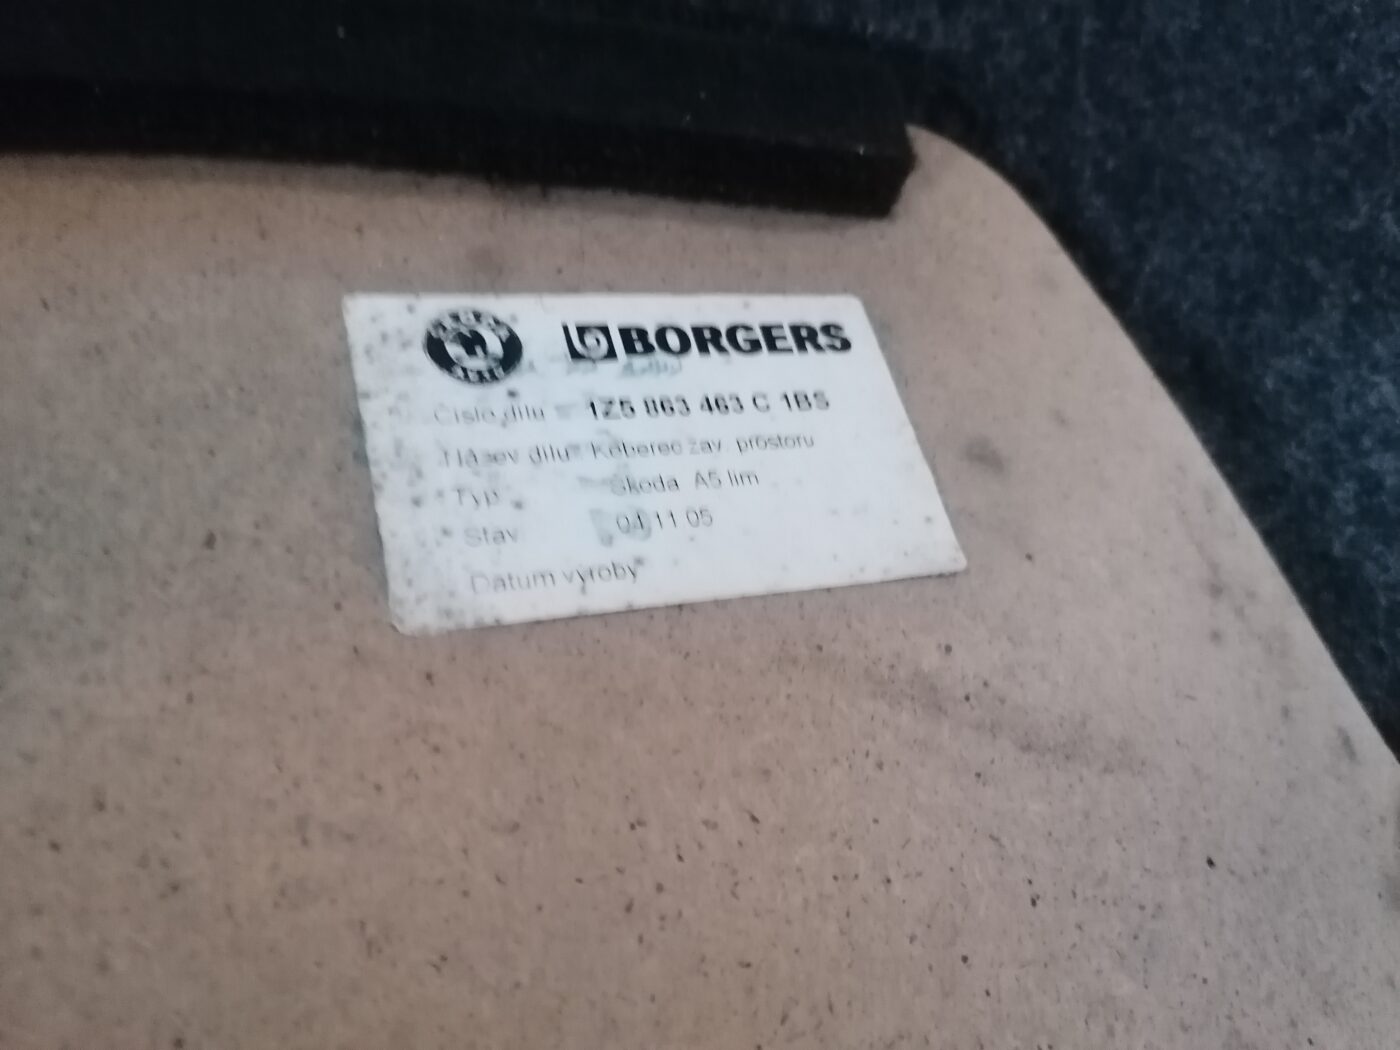 BORGERS
Číslo dílu 1Z5 863 463 C 1BS
Název dílu Koberec zav. prostoru
Typ Škoda A5 lim
Stav 04 11 05
Datum výroby